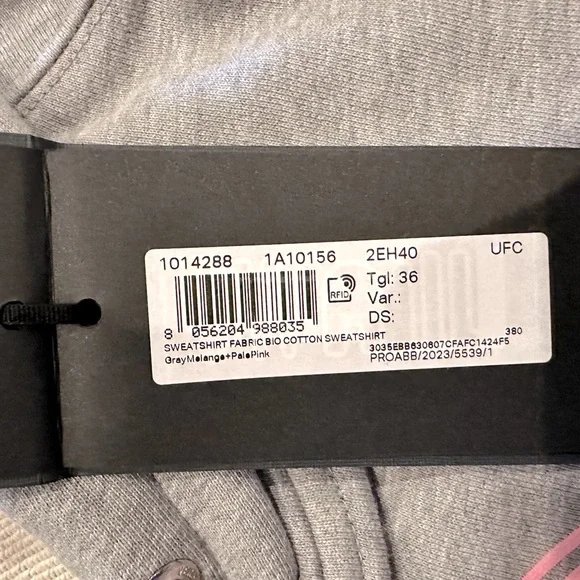 1014288 1A10156 2EH40 UFC
RFID
Tgl: 36
Var.:
DS:
8 056204 988035
SWEATSHIRT FABRIC BIO COTTON SWEATSHIRT 380
GrayMelange+PalePink
3035EBB630607CFAFC1424F5
PROABB/2023/5539/1